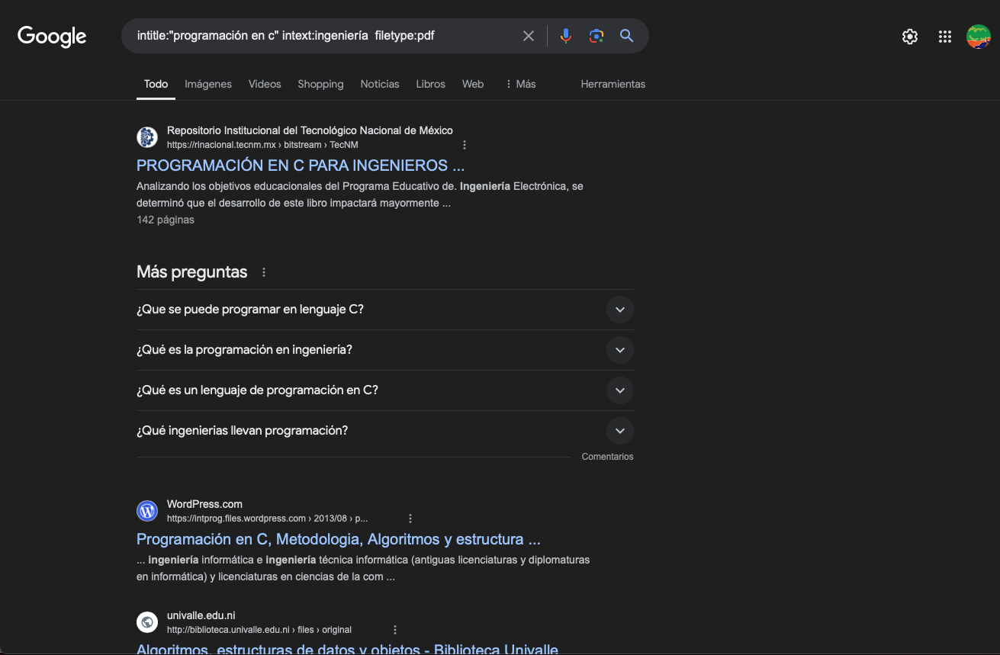 Google
intitle:"programación en c" intext:ingeniería  filetype:pdf
Todo Imágenes Videos Shopping Noticias Libros Web Más Herramientas
Repositorio Institucional del Tecnológico Nacional de México
https://rinacional.tecnm.mx › bitstream › TecNM
PROGRAMACIÓN EN C PARA INGENIEROS ...
Analizando los objetivos educacionales del Programa Educativo de. Ingeniería Electrónica, se
determinó que el desarrollo de este libro impactará mayormente ...
142 páginas
Más preguntas
¿Que se puede programar en lenguaje C?
¿Qué es la programación en ingeniería?
¿Qué es un lenguaje de programación en C?
¿Qué ingenierias llevan programación?
Comentarios
WordPress.com
https://intprog.files.wordpress.com › 2013/08 › p...
Programación en C, Metodologia, Algoritmos y estructura ...
... ingeniería informática e ingeniería técnica informática (antiguas licenciaturas y diplomaturas
en informática) y licenciaturas en ciencias de la com ...
univalle.edu.ni
http://biblioteca.univalle.edu.ni › files › original
Algoritmos, estructuras de datos y objetos - Biblioteca Univalle